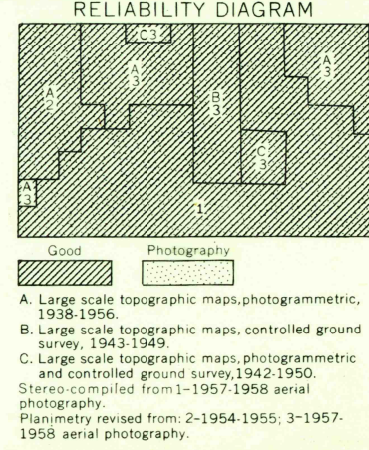 RELIABILITY DIAGRAM
C3
A
3
A
3
A
2
B
3
C
3
A
3
1
Good
Photography
A. Large scale topographic maps, photogrammetric,
1938-1956.
B. Large scale topographic maps, controlled ground
survey, 1943-1949.
C. Large scale topographic maps, photogrammetric
and controlled ground survey, 1942-1950.
Stereo-compiled from 1-1957-1958 aerial
photography.
Planimetry revised from: 2-1954-1955; 3-1957-
1958 aerial photography.